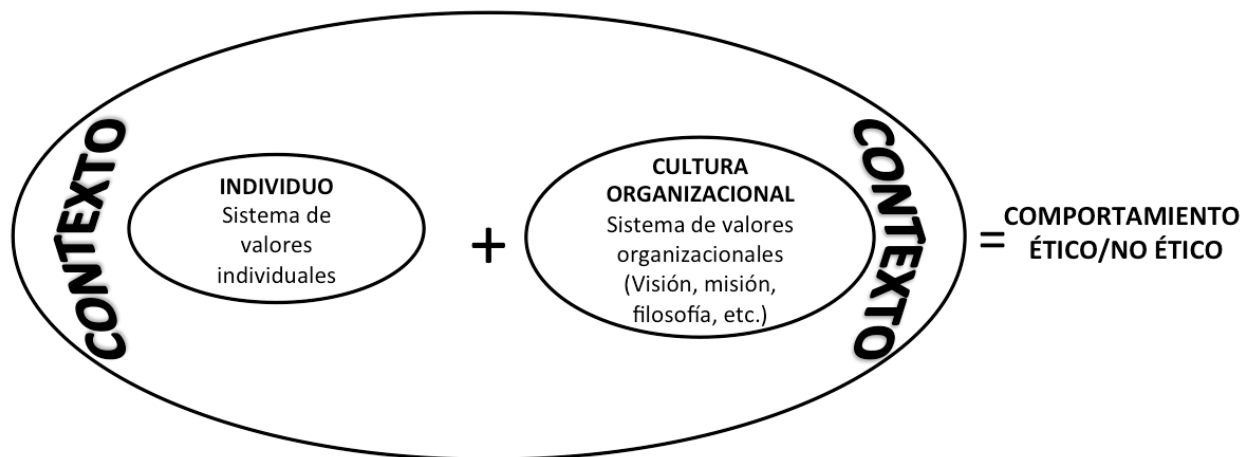 CONTEXTO
INDIVIDUO
Sistema de
valores
individuales
+
CULTURA
ORGANIZACIONAL
Sistema de valores
organizacionales
(Visión, misión,
filosofía, etc.)
CONTEXTO
=
COMPORTAMIENTO
ÉTICO/NO ÉTICO